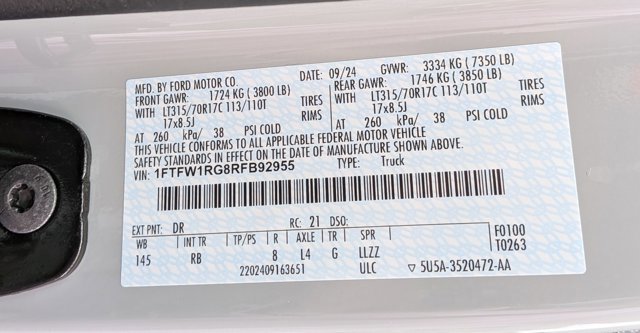 MFD. BY FORD MOTOR CO
DATE: 09/24 GVWR: 3334 KG ( 7350 LB)
FRONT GAWR: 1724 KG ( 3800 LB) REAR GAWR: 1746 KG ( 3850 LB)
WITH LT315/70R17C 113/110T TIRES WITH LT315/70R17C 113/110T TIRES
17x8.5J RIMS 17x8.5J RIMS
AT 260 kPa/ 38 PSI COLD AT 260 kPa/ 38 PSI COLD
THIS VEHICLE CONFORMS TO ALL APPLICABLE FEDERAL MOTOR VEHICLE
SAFETY STANDARDS IN EFFECT ON THE DATE OF MANUFACTURE SHOWN ABOVE.
VIN: 1FTFW1RG8RFB92955
TYPE: Truck
EXT PNT: DR RC: 21 DSO: F0100
WB INT TR TP/PS R AXLE TR SPR T0263
145 RB 8 L4 G LLZZ
2202409163651 ULC ▽ 5U5A-3520472-AA